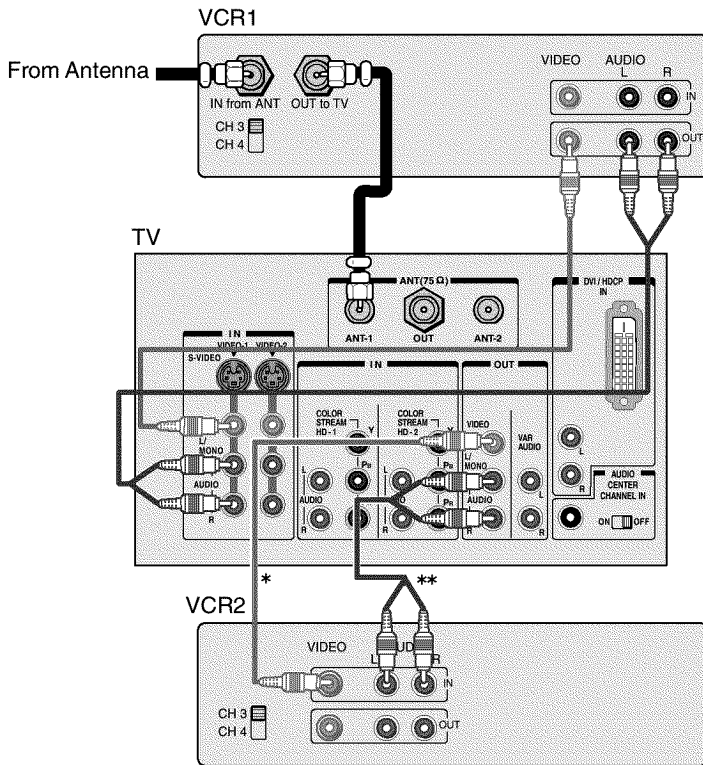 VCR1
From Antenna
IN from ANT
OUT to TV
CH 3
CH 4
VIDEO
AUDIO
L
R
IN
OUT
TV
ANT(75 Ω)
ANT-1
OUT
ANT-2
DVI / HDCP
IN
IN
VIDEO-1
VIDEO-2
S-VIDEO
L/
MONO
AUDIO
R
IN
COLOR
STREAM
HD-1
Y
PB
L
AUDIO
R
COLOR
STREAM
HD-2
Y
PB
L
PR
R
OUT
VIDEO
L/
MONO
AUDIO
R
VAR
AUDIO
L
R
L
R
AUDIO
CENTER
CHANNEL IN
ON
OFF
*
**
VCR2
VIDEO
L
UD
R
IN
CH 3
CH 4
OUT